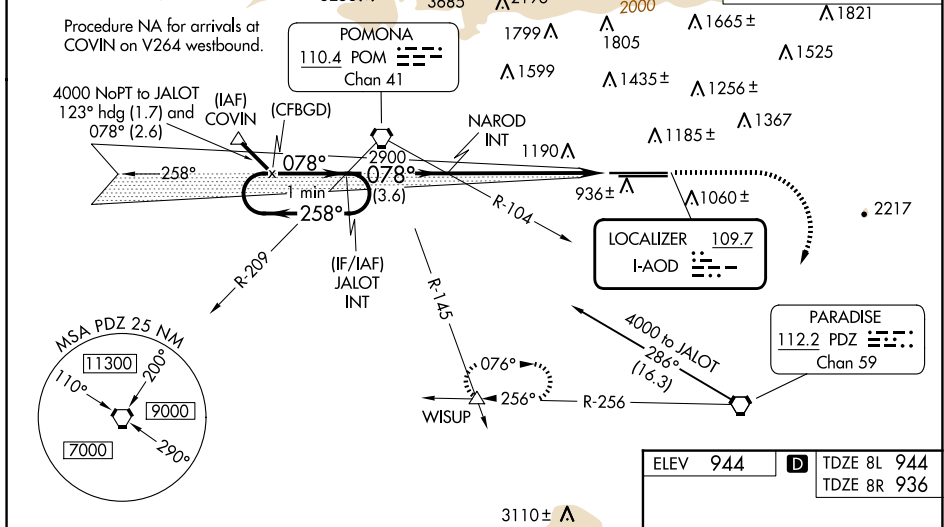 3685
2000
1665 ±
1821
Procedure NA for arrivals at
COVIN on V264 westbound.
POMONA
110.4 POM
Chan 41
1799
1805
1525
1599
1435 ±
1256 ±
4000 NoPT to JALOT
123° hdg (1.7) and
078° (2.6)
(IAF)
COVIN
(CFBGD)
NAROD
INT
1367
1185 ±
1190
2900
258°
078°
078°
(3.6)
1 min
258°
936 ±
1060 ±
2217
R-104
LOCALIZER 109.7
I-AOD
R-209
(IF/IAF)
JALOT
INT
R-145
MSA PDZ 25 NM
11300
110°
200°
9000
7000
290°
4000 to JALOT
286°
(16.3)
PARADISE
112.2 PDZ
Chan 59
076°
256°
R-256
WISUP
ELEV 944
D
TDZE 8L 944
TDZE 8R 936
3110 ±